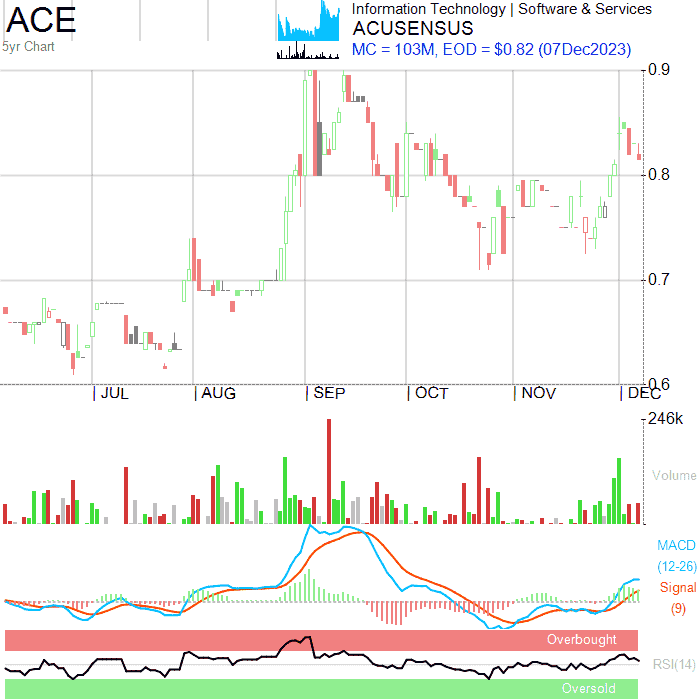 ACE
Information Technology | Software & Services
ACUSENSUS
5yr Chart
MC = 103M, EOD = $0.82 (07Dec2023)
0.9
0.8
0.7
0.6
JUL
AUG
SEP
OCT
NOV
DEC
246k
Volume
MACD
(12-26)
Signal
(9)
Overbought
RSI(14)
Oversold